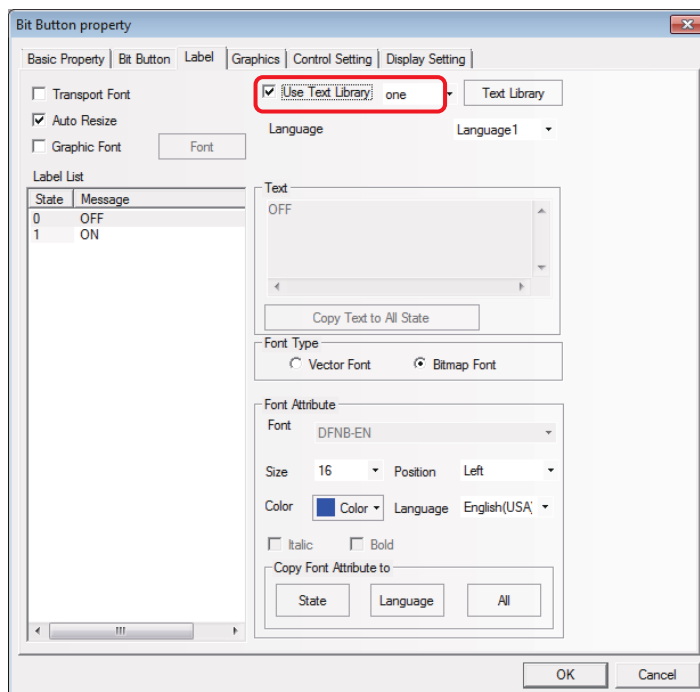 Bit Button property
Basic Property Bit Button Label Graphics Control Setting Display Setting
Transport Font
Auto Resize
Graphic Font Font
Label List
State Message
0 OFF
1 ON
Use Text Library one Text Library
Language Language1
Text
OFF
Copy Text to All State
Font Type
Vector Font Bitmap Font
Font Attribute
Font DFNB-EN
Size 16 Position Left
Color Color Language English(USA)
Italic Bold
Copy Font Attribute to
State Language All
OK Cancel